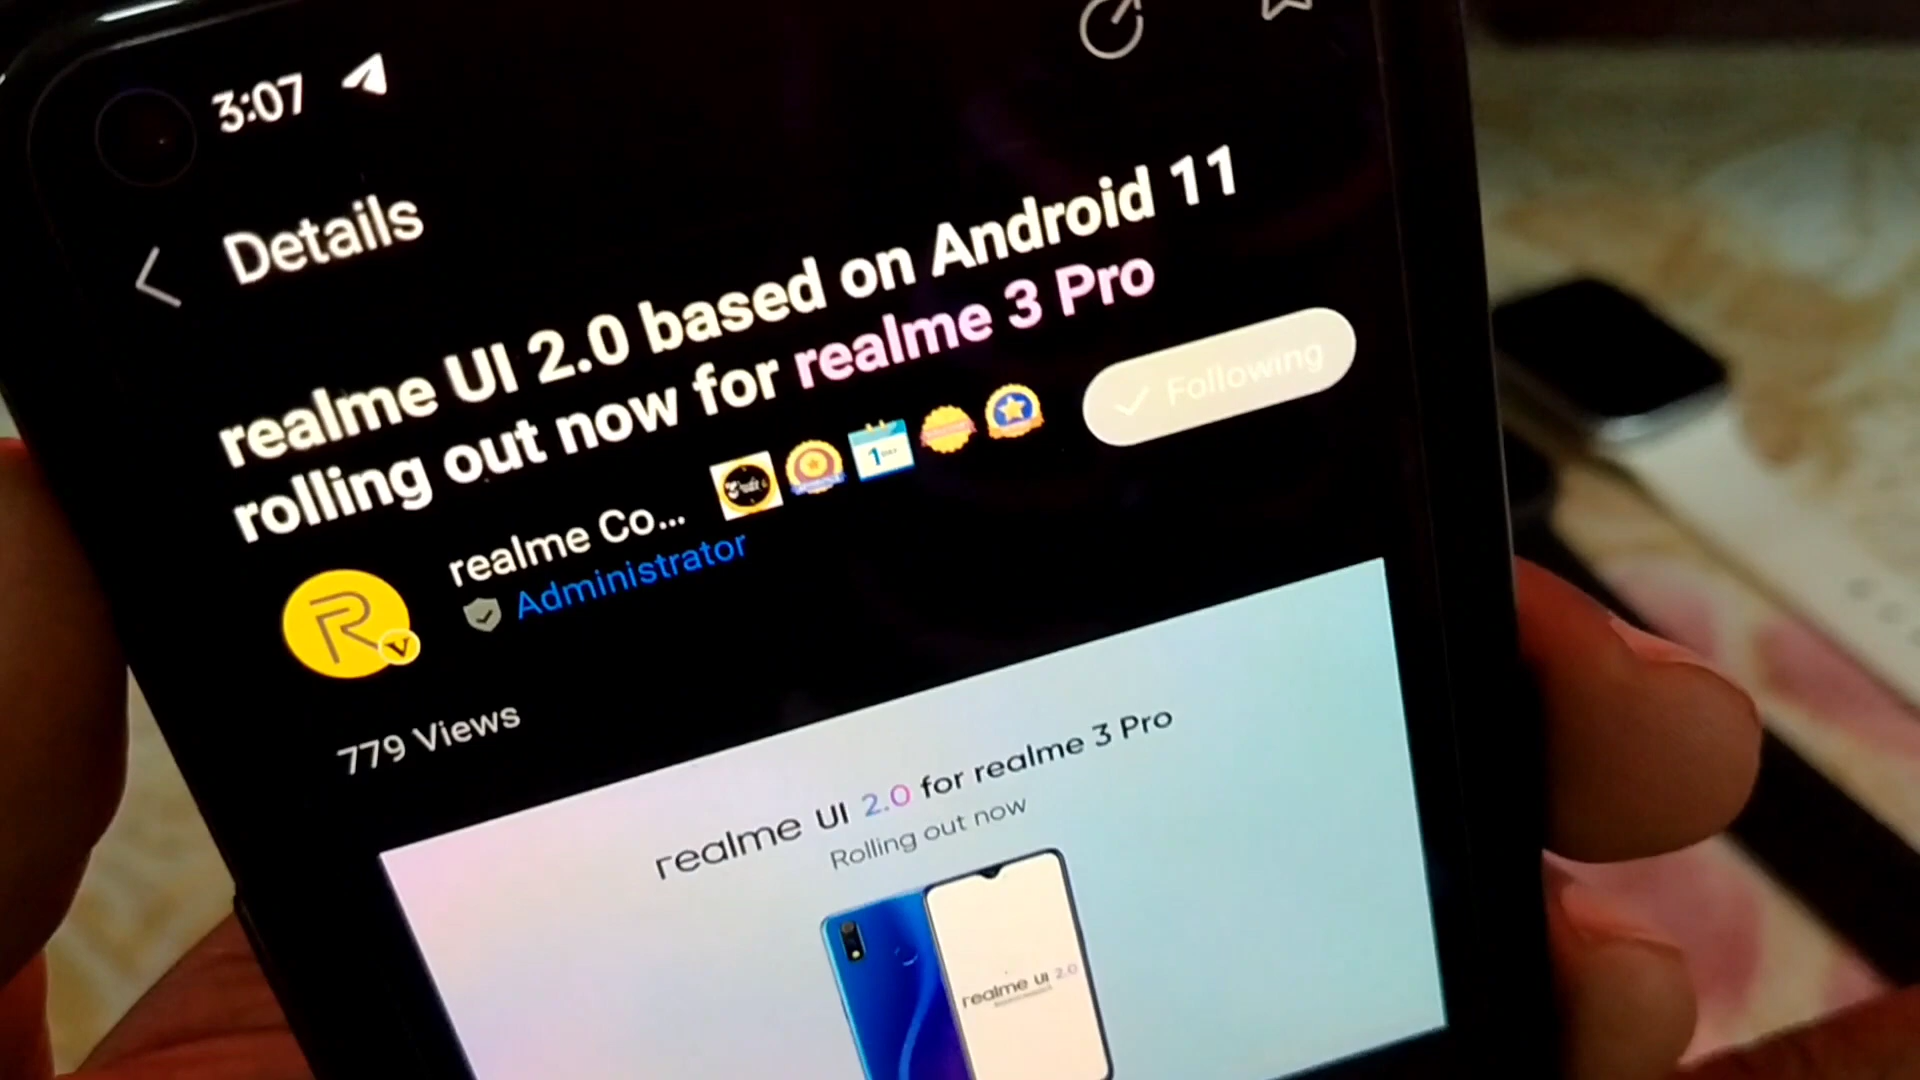 3:07
Details
realme UI 2.0 based on Android 11
rolling out now for realme 3 Pro
Following
realme Co...
Administrator
779 Views
realme UI 2.0 for realme 3 Pro
Rolling out now
realme UI 2.0